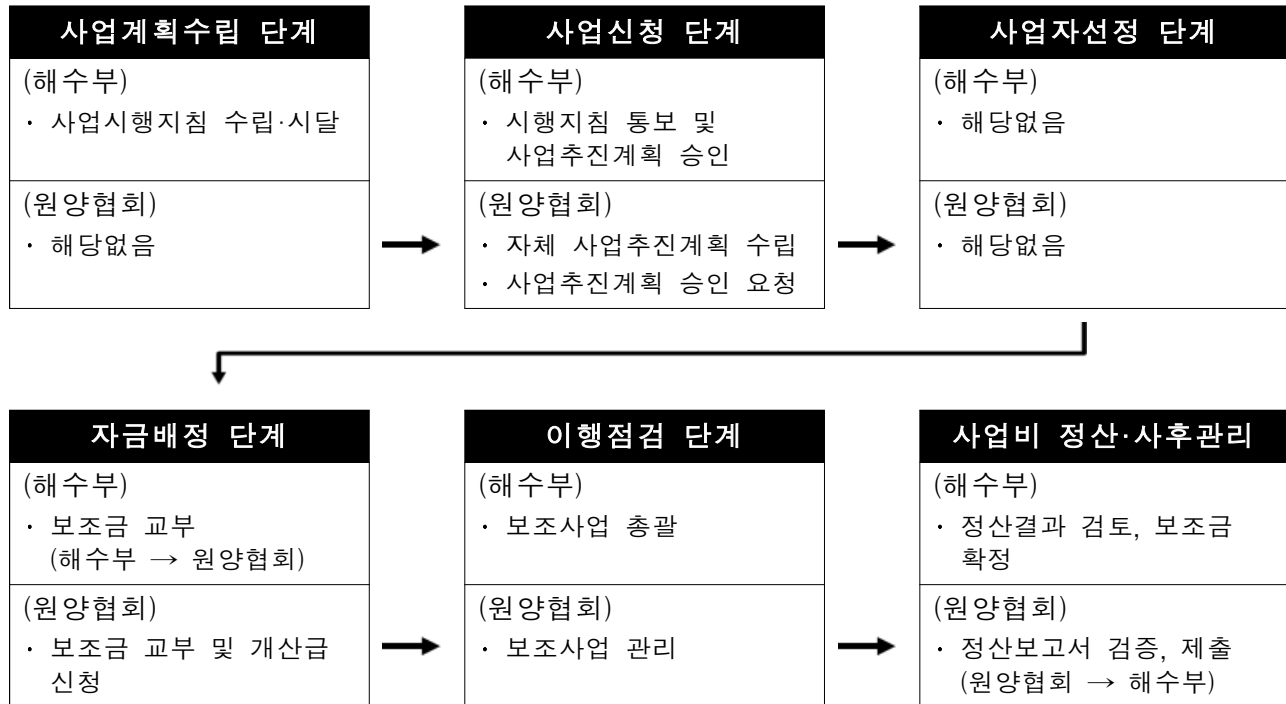 사업계획수립 단계
(해수부)
· 사업시행지침 수립·시달
(원양협회)
· 해당없음
사업신청 단계
(해수부)
· 시행지침 통보 및
사업추진계획 승인
(원양협회)
· 자체 사업추진계획 수립
· 사업추진계획 승인 요청
사업자선정 단계
(해수부)
· 해당없음
(원양협회)
· 해당없음
자금배정 단계
(해수부)
· 보조금 교부
(해수부 → 원양협회)
(원양협회)
· 보조금 교부 및 개산급
신청
이행점검 단계
(해수부)
· 보조사업 총괄
(원양협회)
· 보조사업 관리
사업비 정산·사후관리
(해수부)
· 정산결과 검토, 보조금
확정
(원양협회)
· 정산보고서 검증, 제출
(원양협회 → 해수부)